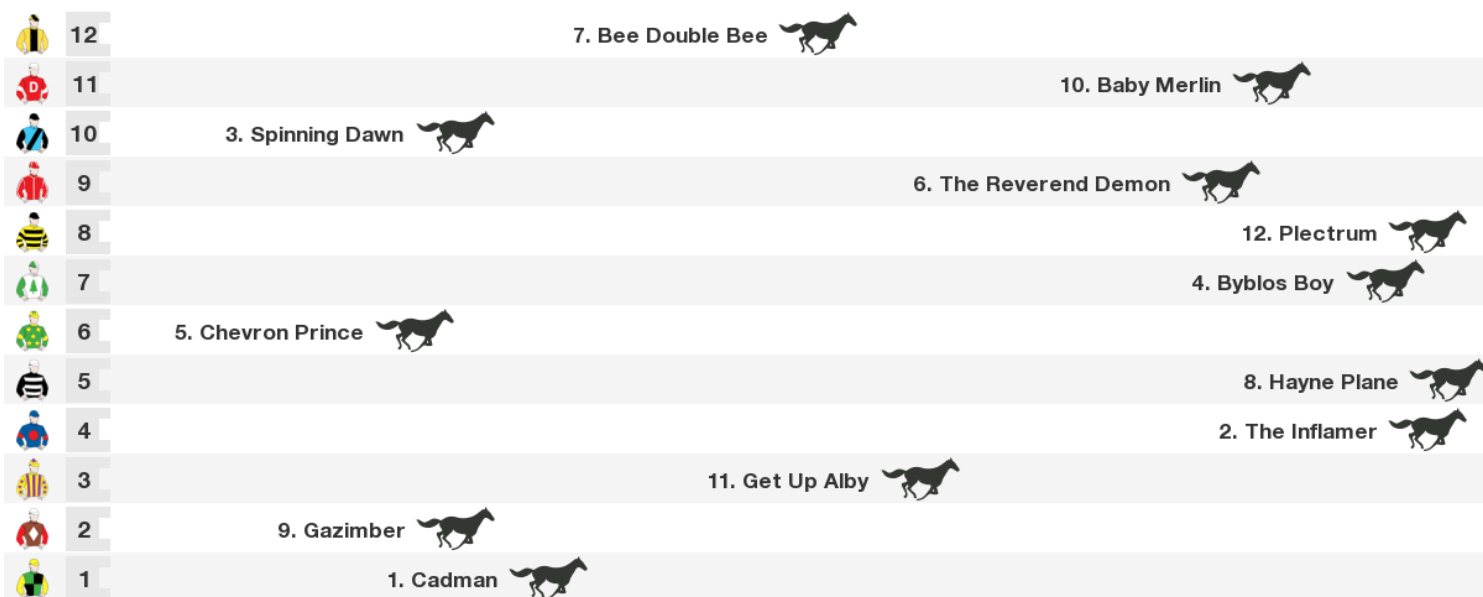 12 7. Bee Double Bee
D 11 10. Baby Merlin
10 3. Spinning Dawn
9 6. The Reverend Demon
8 12. Plectrum
7 4. Byblos Boy
6 5. Chevron Prince
5 8. Hayne Plane
4 2. The Inflamer
3 11. Get Up Alby
2 9. Gazimber
1 1. Cadman